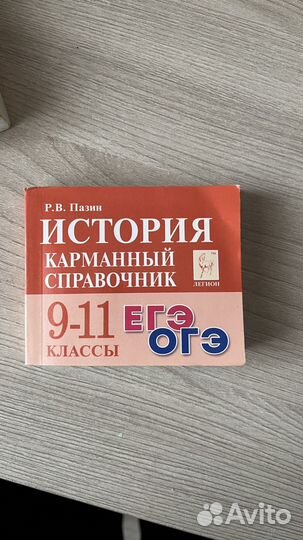 Р.В. Пазин
ИСТОРИЯ
КАРМАННЫЙ
СПРАВОЧНИК
ЛЕГИОН
9-11 ЕГЭ
КЛАССЫ ОГЭ
Avito